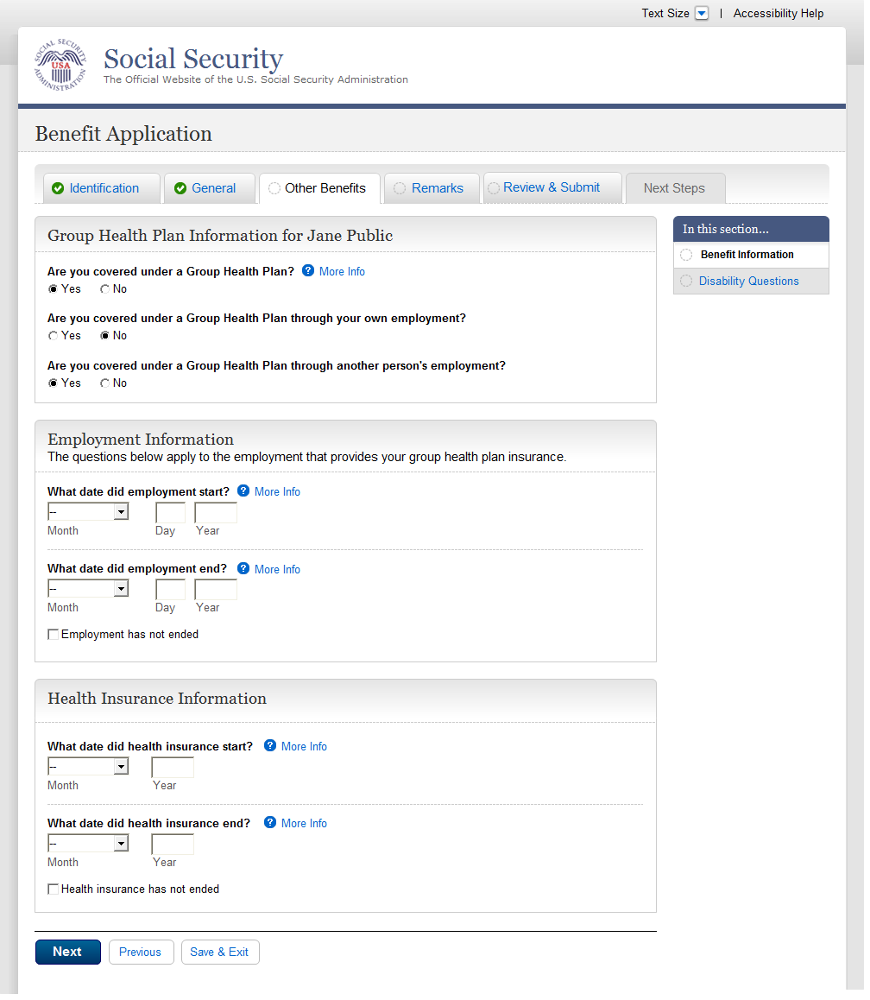 Text Size | Accessibility Help
SOCIAL SECURITY ADMINISTRATION
USA
Social Security
The Official Website of the U.S. Social Security Administration
Benefit Application
Identification General Other Benefits Remarks Review & Submit Next Steps
Group Health Plan Information for Jane Public
Are you covered under a Group Health Plan? ? More Info
Yes No
Are you covered under a Group Health Plan through your own employment?
Yes No
Are you covered under a Group Health Plan through another person's employment?
Yes No
In this section...
Benefit Information
Disability Questions
Employment Information
The questions below apply to the employment that provides your group health plan insurance.
What date did employment start? ? More Info
--
Month Day Year
What date did employment end? ? More Info
--
Month Day Year
Employment has not ended
Health Insurance Information
What date did health insurance start? ? More Info
--
Month Year
What date did health insurance end? ? More Info
--
Month Year
Health insurance has not ended
Next Previous Save & Exit